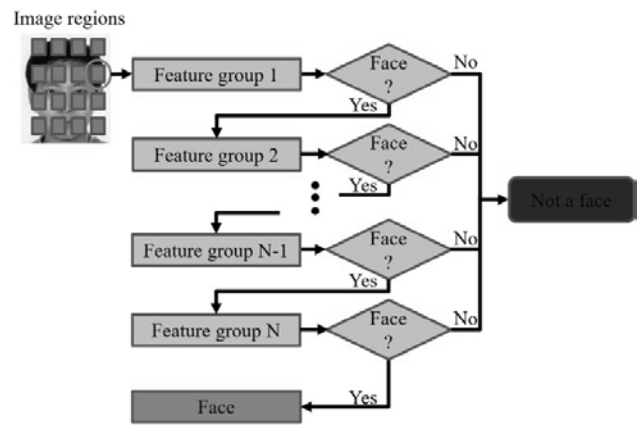 Image regions
Feature group 1
Face
?
No
Yes
Feature group 2
Face
?
No
Yes
Not a face
Feature group N-1
Face
?
No
Yes
Feature group N
Face
?
No
Yes
Face